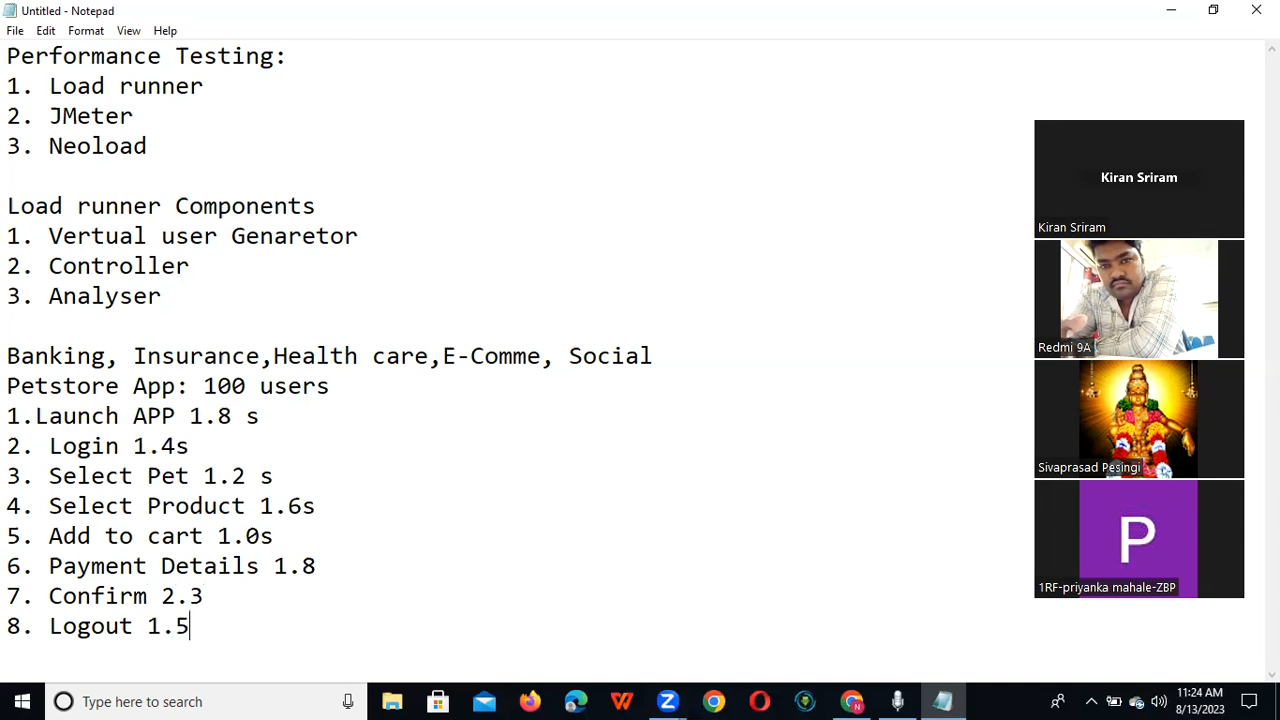 Untitled - Notepad
File Edit Format View Help
Performance Testing:
1. Load runner
2. JMeter
3. Neoload
Load runner Components
1. Vertual user Genaretor
2. Controller
3. Analyser
Banking, Insurance,Health care,E-Comme, Social
Petstore App: 100 users
1.Launch APP 1.8 s
2. Login 1.4s
3. Select Pet 1.2 s
4. Select Product 1.6s
5. Add to cart 1.0s
6. Payment Details 1.8
7. Confirm 2.3
8. Logout 1.5
Kiran Sriram
Kiran Sriram
Redmi 9A
Sivaprasad Pesingi
P
1RF-priyanka mahale-ZBP
Type here to search
11:24 AM
8/13/2023